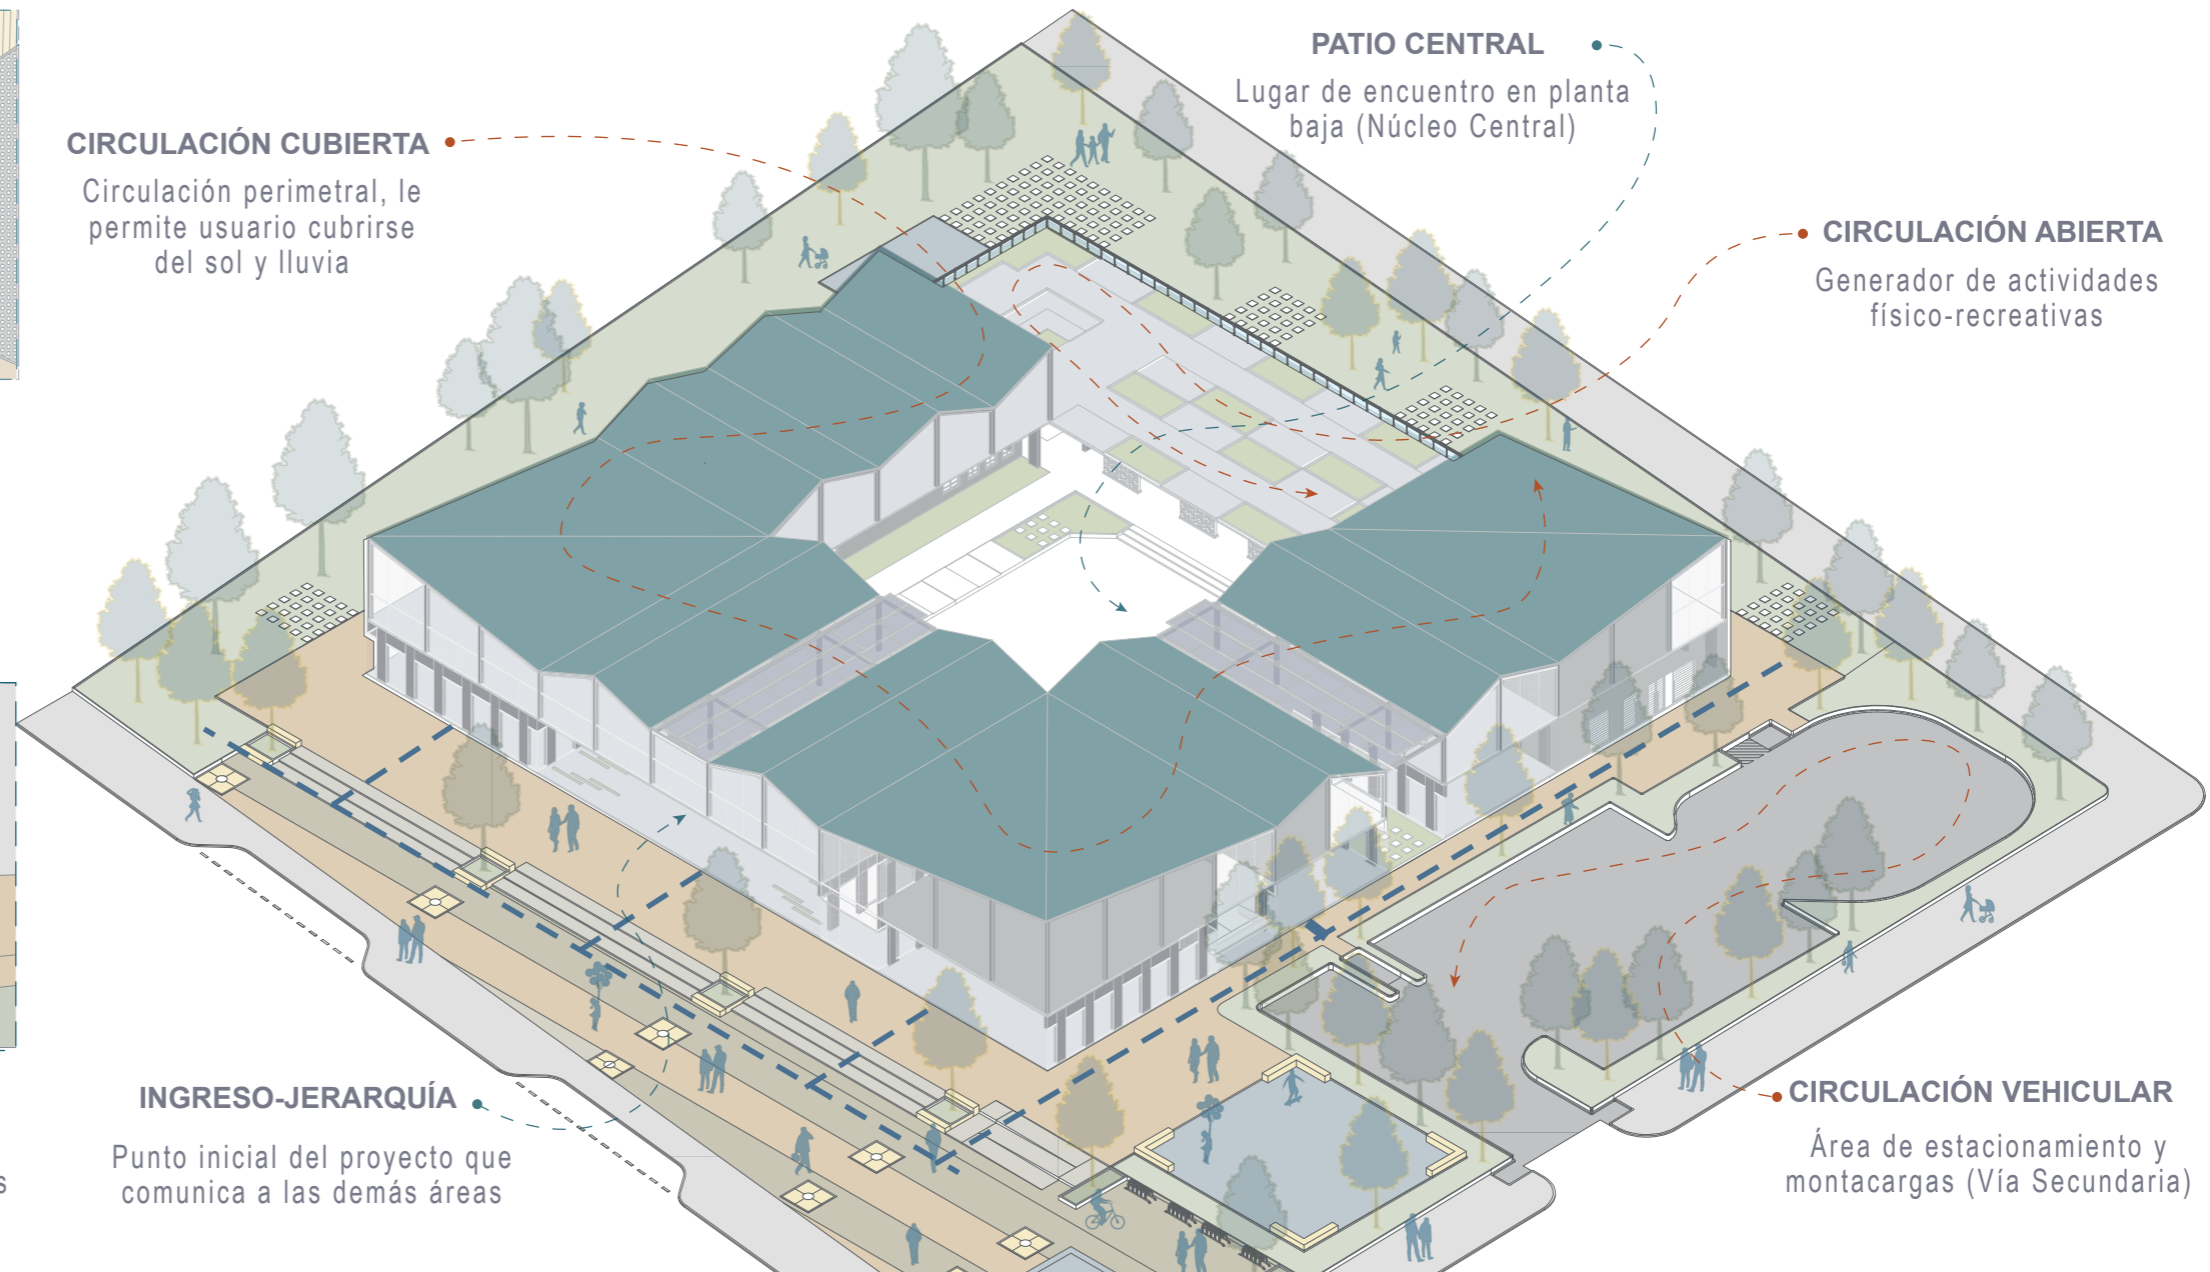 PATIO CENTRAL
Lugar de encuentro en planta
baja (Núcleo Central)
CIRCULACIÓN CUBIERTA
Circulación perimetral, le
permite usuario cubrirse
del sol y lluvia
CIRCULACIÓN ABIERTA
Generador de actividades
físico-recreativas
INGRESO-JERARQUÍA
Punto inicial del proyecto que
comunica a las demás áreas
CIRCULACIÓN VEHICULAR
Área de estacionamiento y
montacargas (Vía Secundaria)